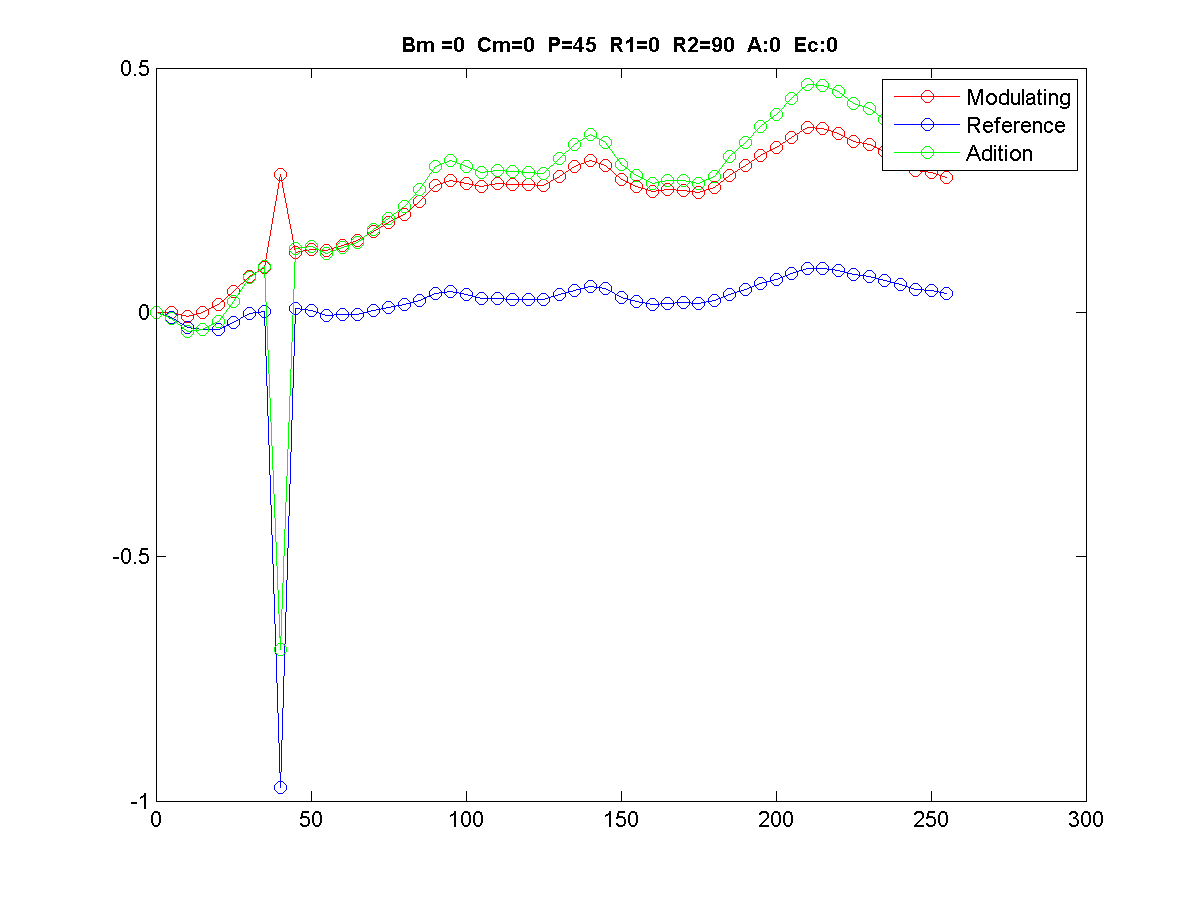 Bm =0 Cm=0 P=45 R1=0 R2=90 A:0 Ec:0
0.5
0
-0.5
-1
Modulating
Reference
Adition
0 50 100 150 200 250 300